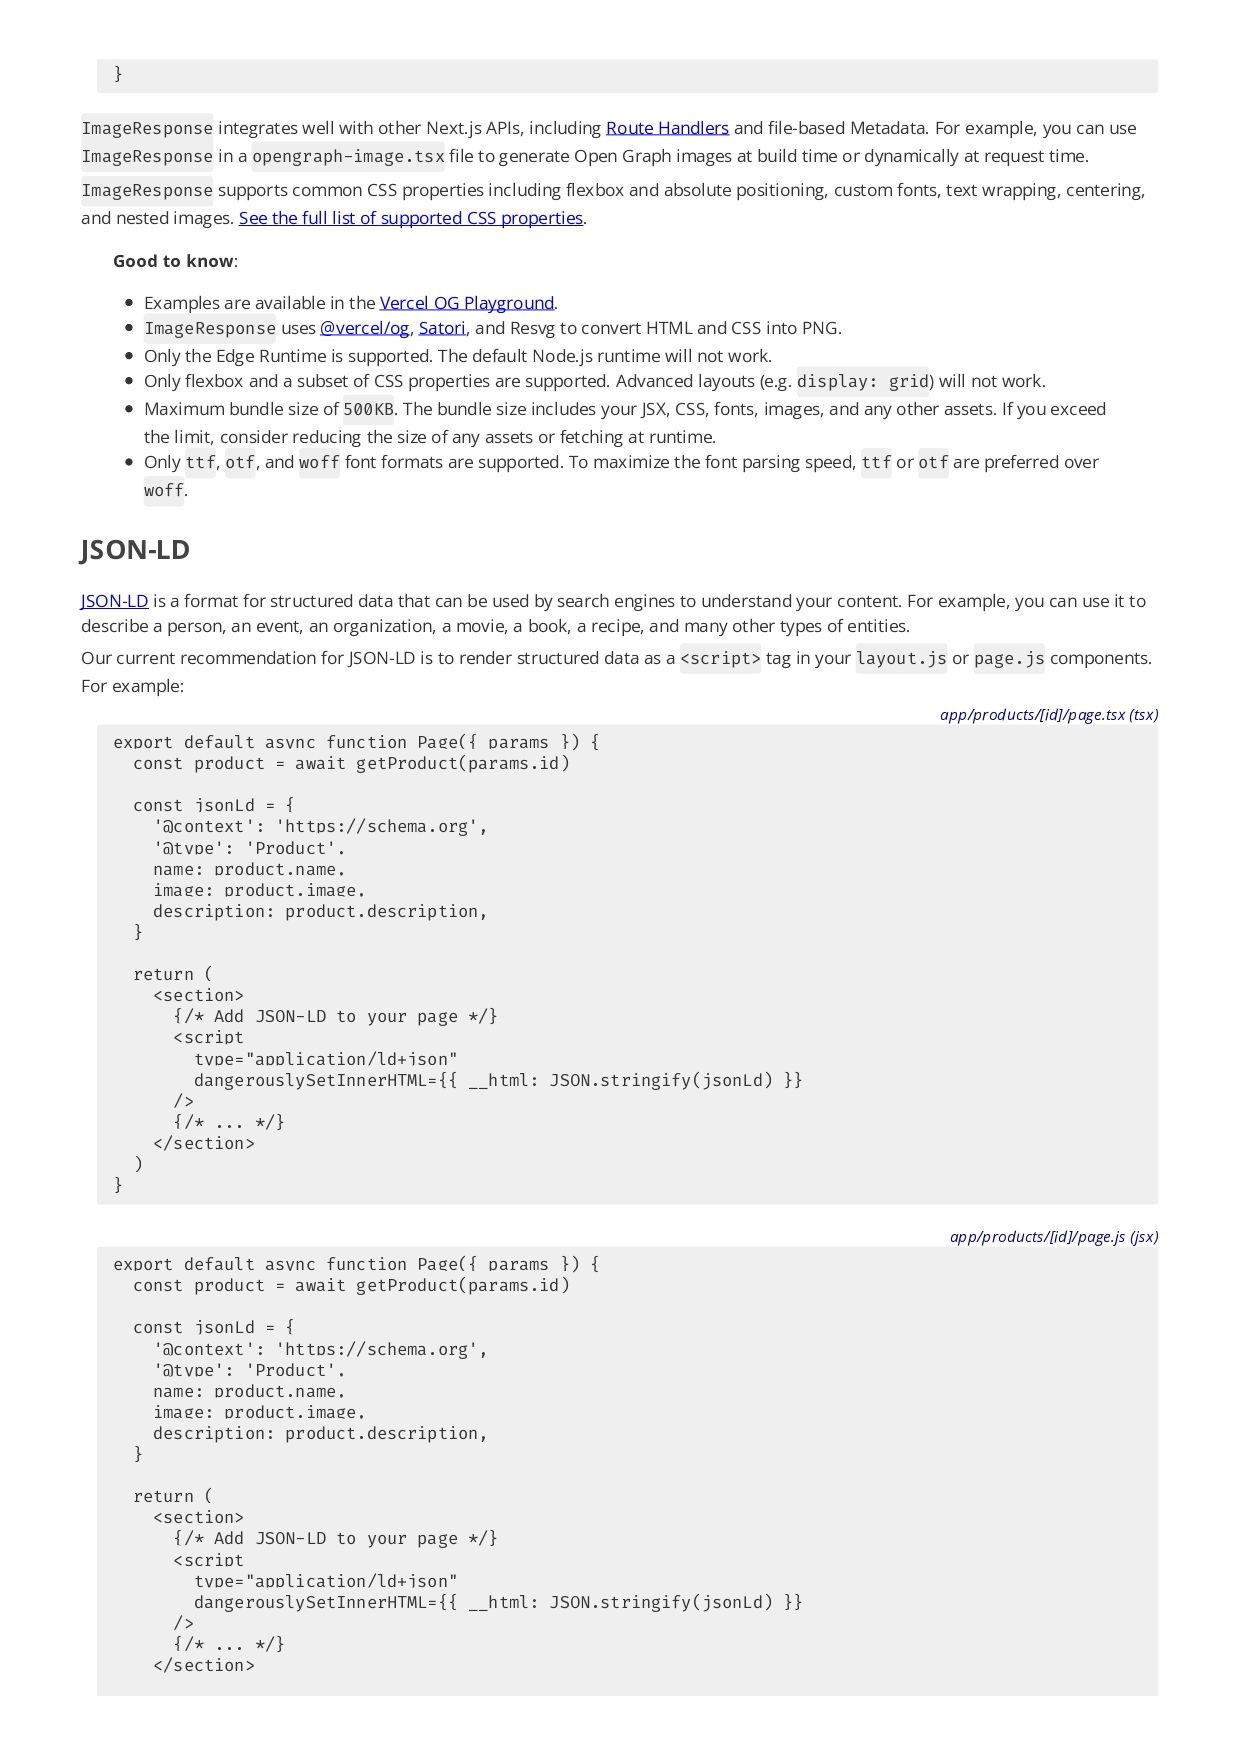 }
ImageResponse integrates well with other Next.js APIs, including Route Handlers and file-based Metadata. For example, you can use
ImageResponse in a opengraph-image.tsx file to generate Open Graph images at build time or dynamically at request time.
ImageResponse supports common CSS properties including flexbox and absolute positioning, custom fonts, text wrapping, centering,
and nested images. See the full list of supported CSS properties.
Good to know:
• Examples are available in the Vercel OG Playground.
• ImageResponse uses @vercel/og, Satori, and Resvg to convert HTML and CSS into PNG.
• Only the Edge Runtime is supported. The default Node.js runtime will not work.
• Only flexbox and a subset of CSS properties are supported. Advanced layouts (e.g. display: grid) will not work.
• Maximum bundle size of 500KB. The bundle size includes your JSX, CSS, fonts, images, and any other assets. If you exceed
the limit, consider reducing the size of any assets or fetching at runtime.
• Only ttf, otf, and woff font formats are supported. To maximize the font parsing speed, ttf or otf are preferred over
woff.
JSON-LD
JSON-LD is a format for structured data that can be used by search engines to understand your content. For example, you can use it to
describe a person, an event, an organization, a movie, a book, a recipe, and many other types of entities.
Our current recommendation for JSON-LD is to render structured data as a <script> tag in your layout.js or page.js components.
For example:
app/products/[id]/page.tsx (tsx)
export default async function Page({ params }) {
  const product = await getProduct(params.id)

  const jsonLd = {
    '@context': 'https://schema.org',
    '@type': 'Product',
    name: product.name,
    image: product.image,
    description: product.description,
  }

  return (
    <section>
      {/* Add JSON-LD to your page */}
      <script
        type="application/ld+json"
        dangerouslySetInnerHTML={{ __html: JSON.stringify(jsonLd) }}
      />
      {/* ... */}
    </section>
  )
}
app/products/[id]/page.js (jsx)
export default async function Page({ params }) {
  const product = await getProduct(params.id)

  const jsonLd = {
    '@context': 'https://schema.org',
    '@type': 'Product',
    name: product.name,
    image: product.image,
    description: product.description,
  }

  return (
    <section>
      {/* Add JSON-LD to your page */}
      <script
        type="application/ld+json"
        dangerouslySetInnerHTML={{ __html: JSON.stringify(jsonLd) }}
      />
      {/* ... */}
    </section>